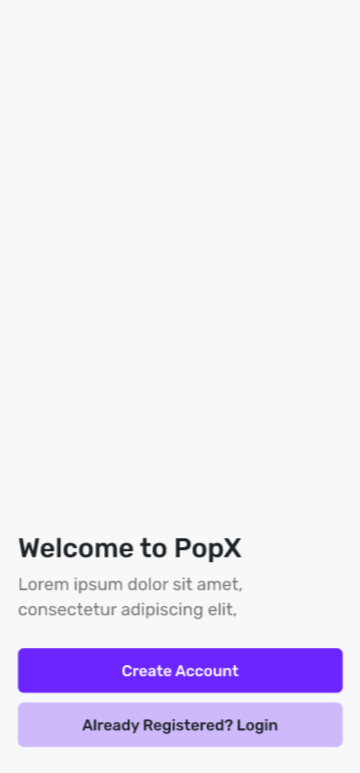 Welcome to PopX
Lorem ipsum dolor sit amet,
consectetur adipiscing elit,
Create Account
Already Registered? Login